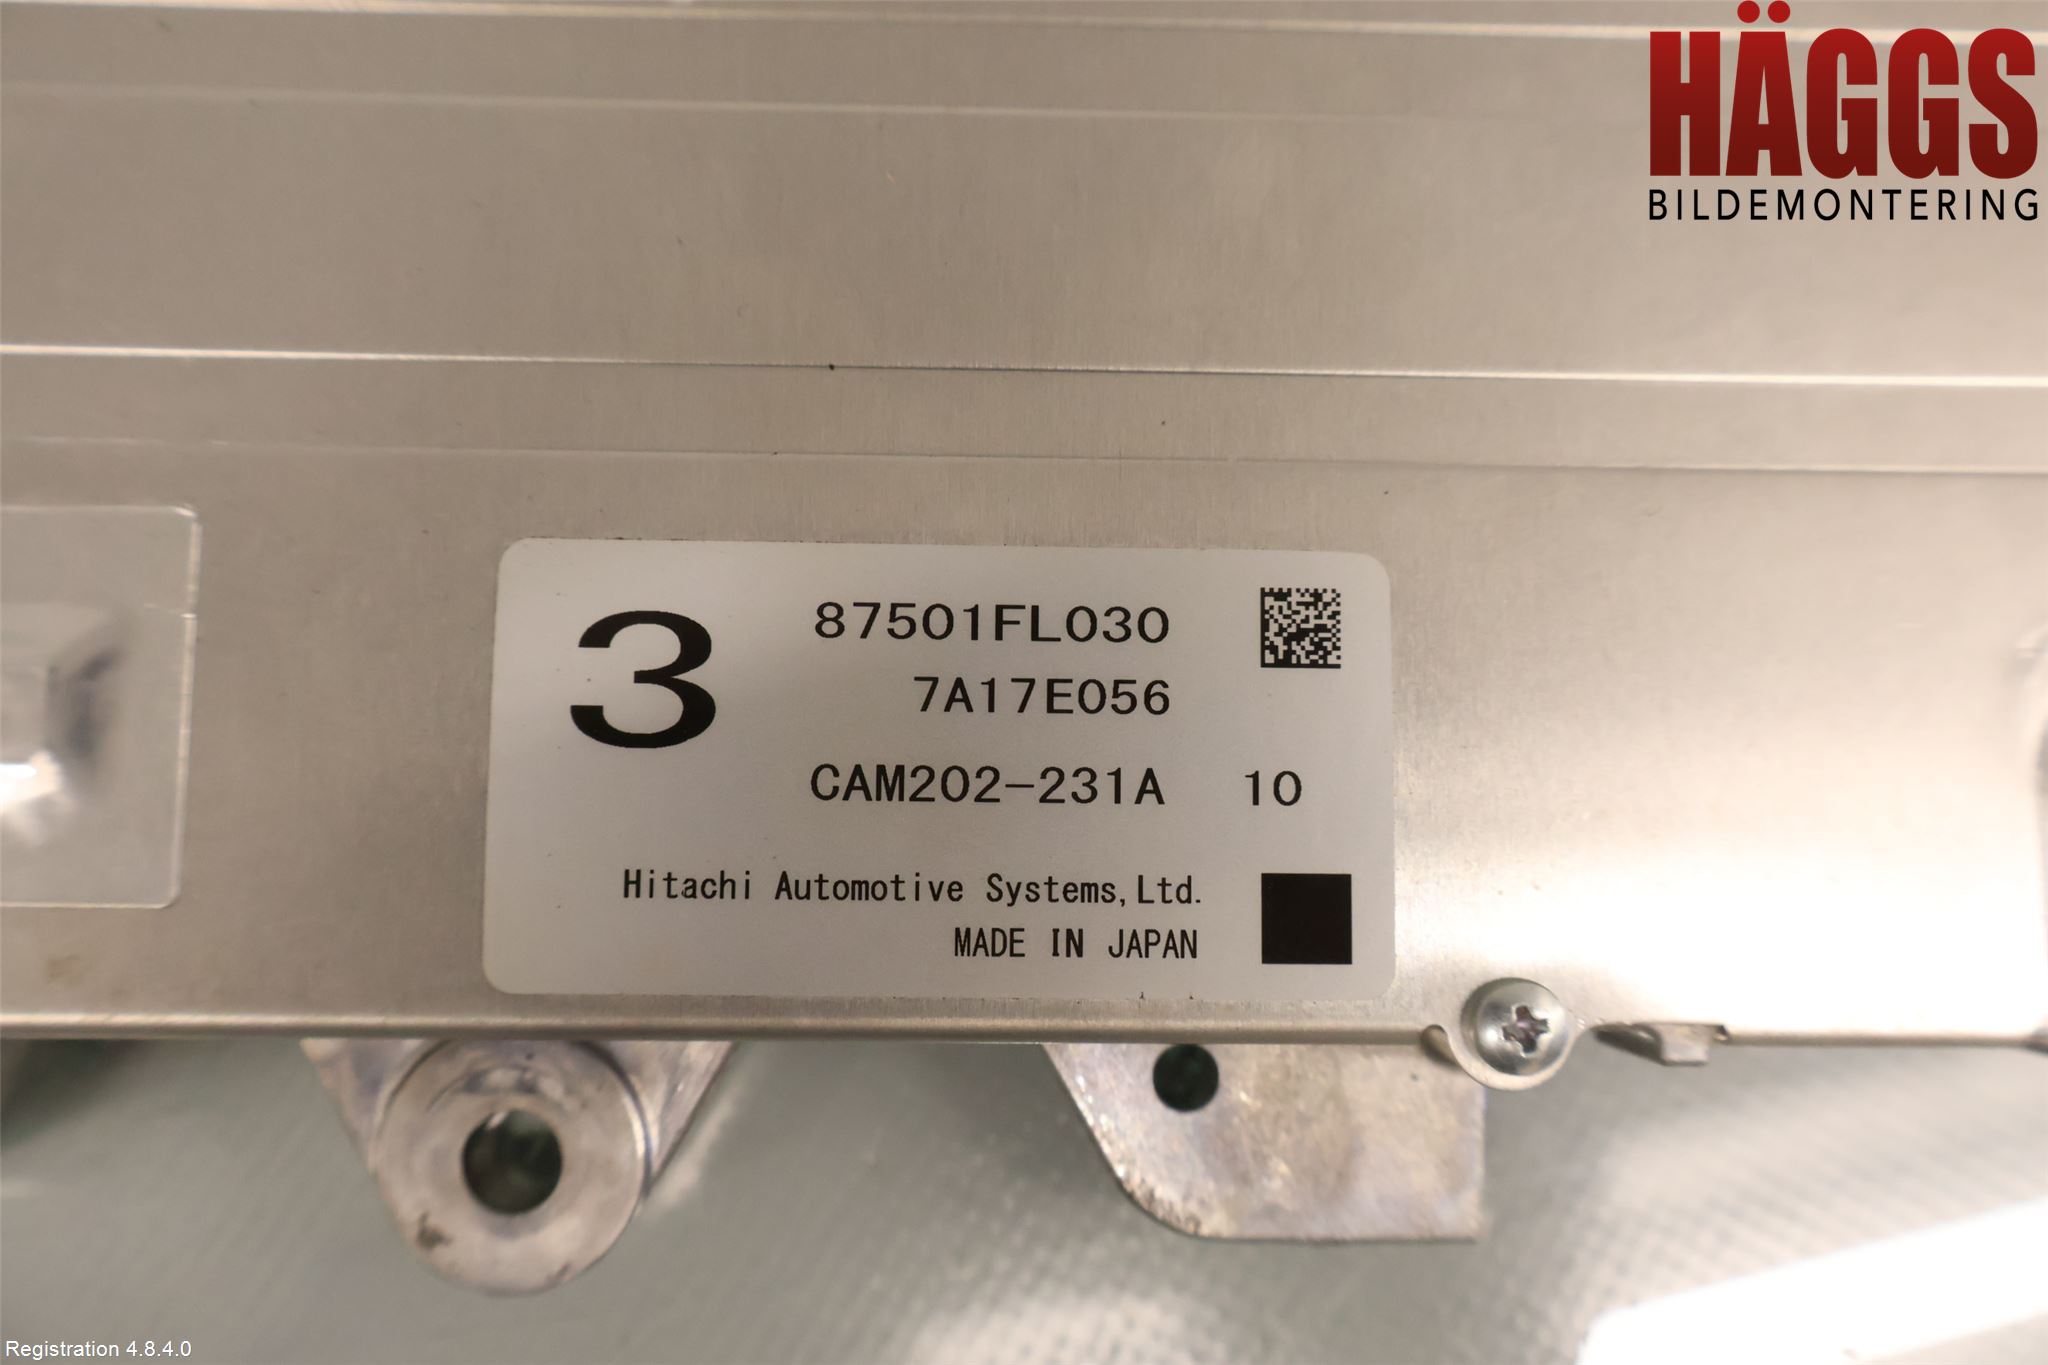 HÄGGS
BILDEMONTERING
3
87501FL030
7A17E056
CAM202-231A 10
Hitachi Automotive Systems, Ltd.
MADE IN JAPAN
Registration 4.8.4.0